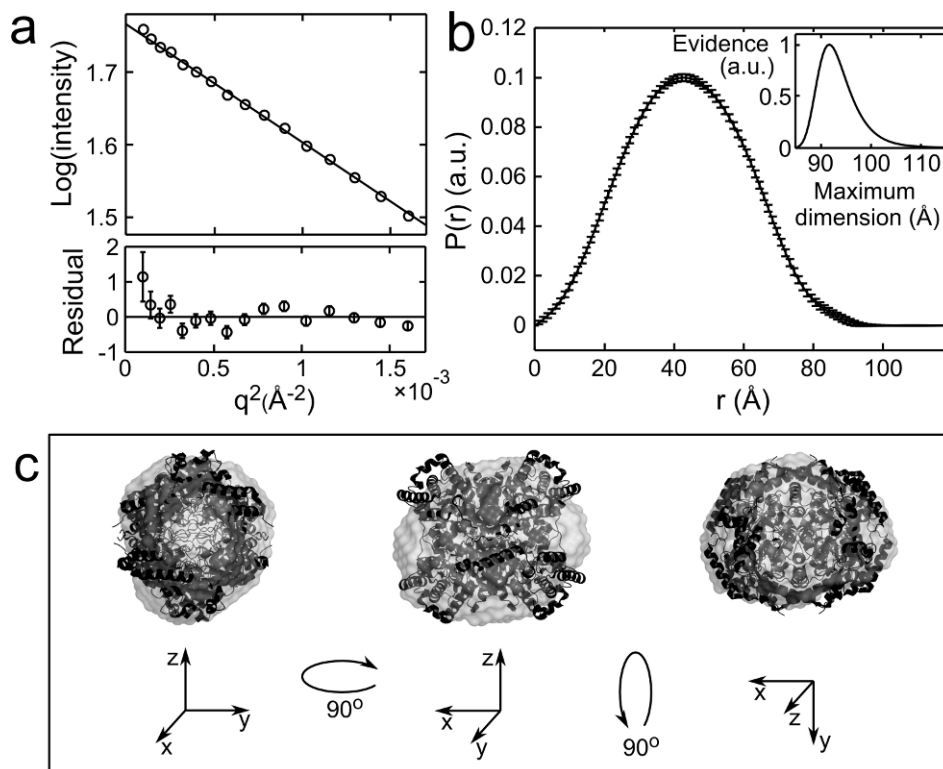 a
Log(intensity)
1.7
1.6
1.5
Residual
2
1
0
-1
0
0.5
1
1.5
×10⁻³
q²(Å⁻²)
b
P(r) (a.u.)
0.12
0.1
0.08
0.06
0.04
0.02
0
0
20
40
60
80
100
r (Å)
Evidence
(a.u.)
1
0.5
0
90
100
110
Maximum
dimension (Å)
c
z
y
x
90º
z
x
y
90º
x
z
y